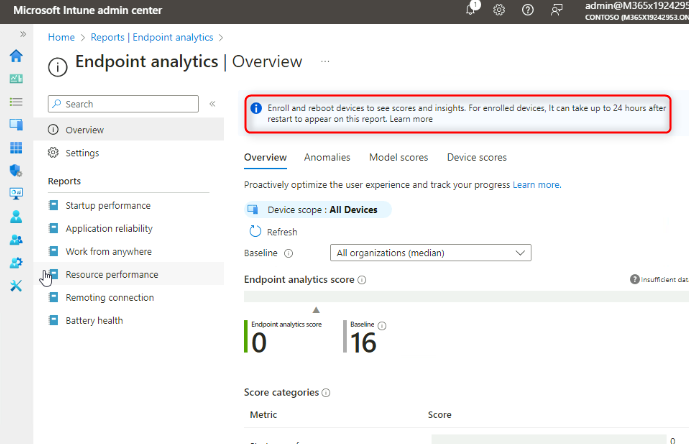 Microsoft Intune admin center
1
admin@M365x1924295
CONTOSO (M365X19242953.ON
Home > Reports | Endpoint analytics >
Endpoint analytics | Overview ...
Search
Overview
Settings
Reports
Startup performance
Application reliability
Work from anywhere
Resource performance
Remoting connection
Battery health
Enroll and reboot devices to see scores and insights. For enrolled devices, It can take up to 24 hours after
restart to appear on this report. Learn more
Overview Anomalies Model scores Device scores
Proactively optimize the user experience and track your progress Learn more.
Device scope : All Devices
Refresh
Baseline All organizations (median)
Endpoint analytics score
Insufficient dat
Endpoint analytics score
0
Baseline
16
Score categories
Metric Score
0